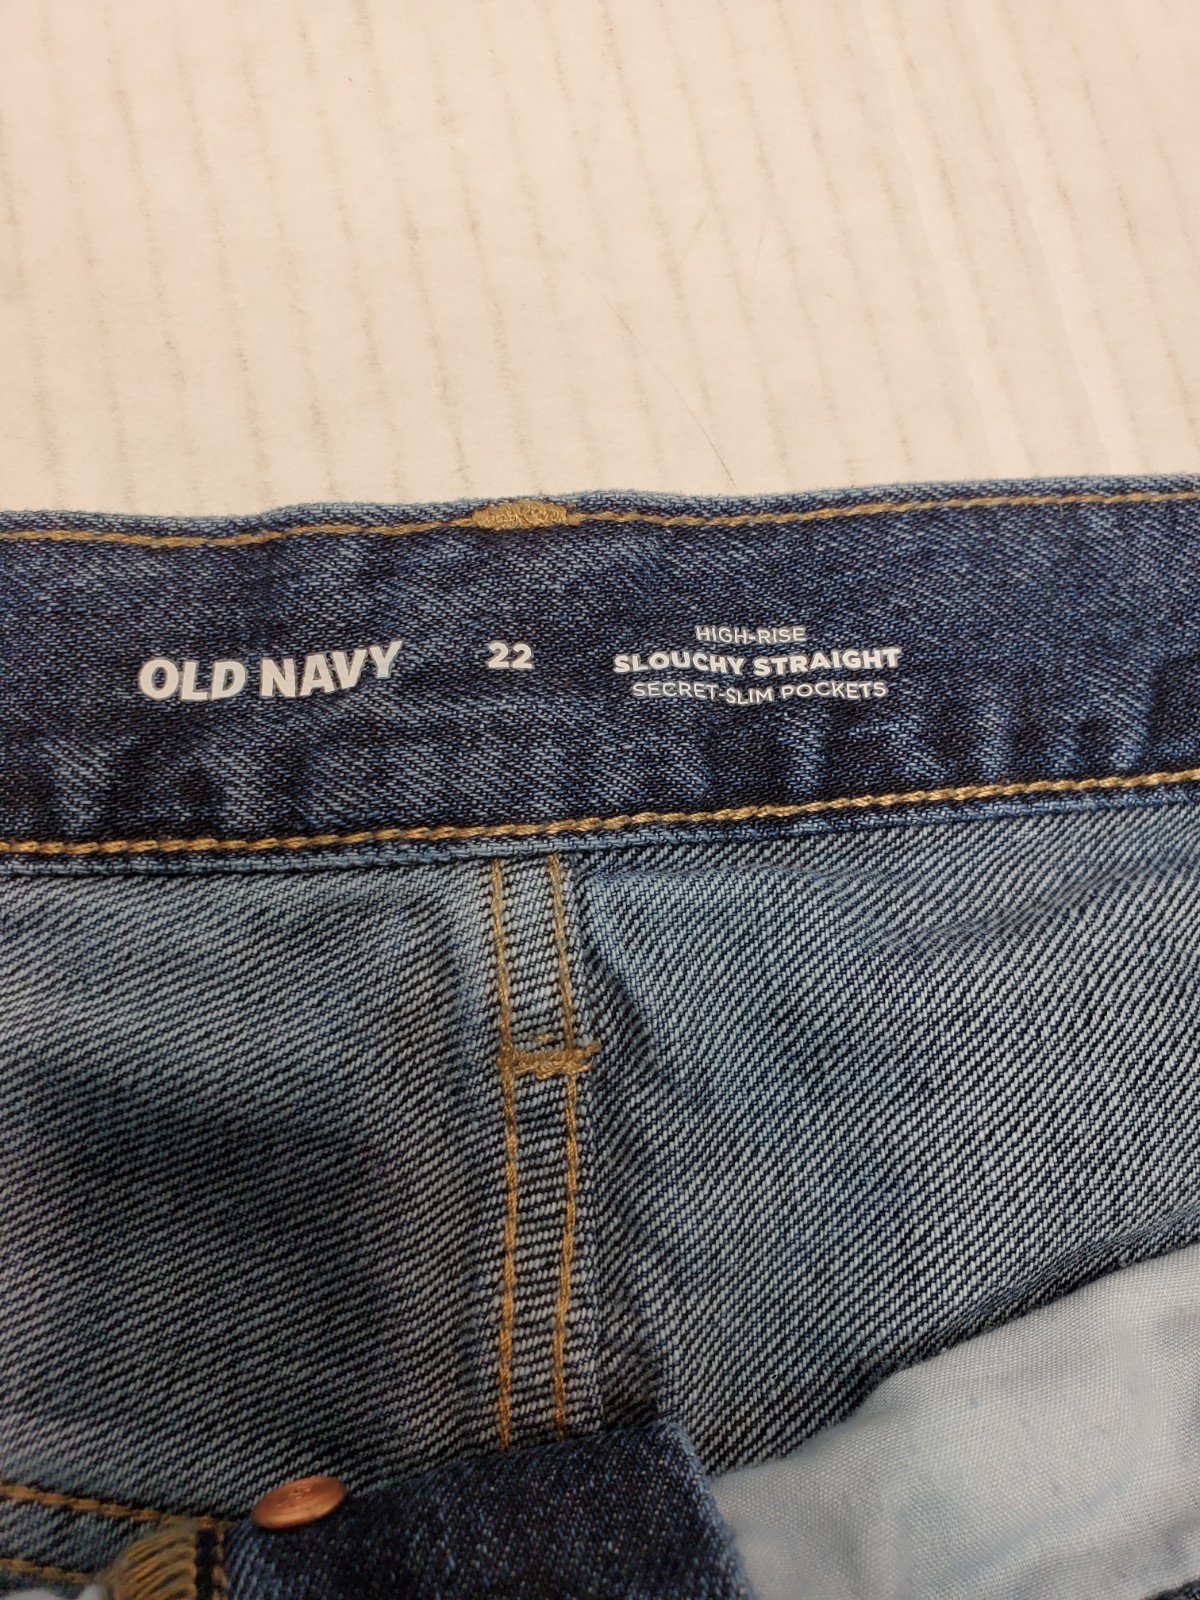 OLD NAVY
22
HIGH-RISE
SLOUCHY STRAIGHT
SECRET-SLIM POCKETS